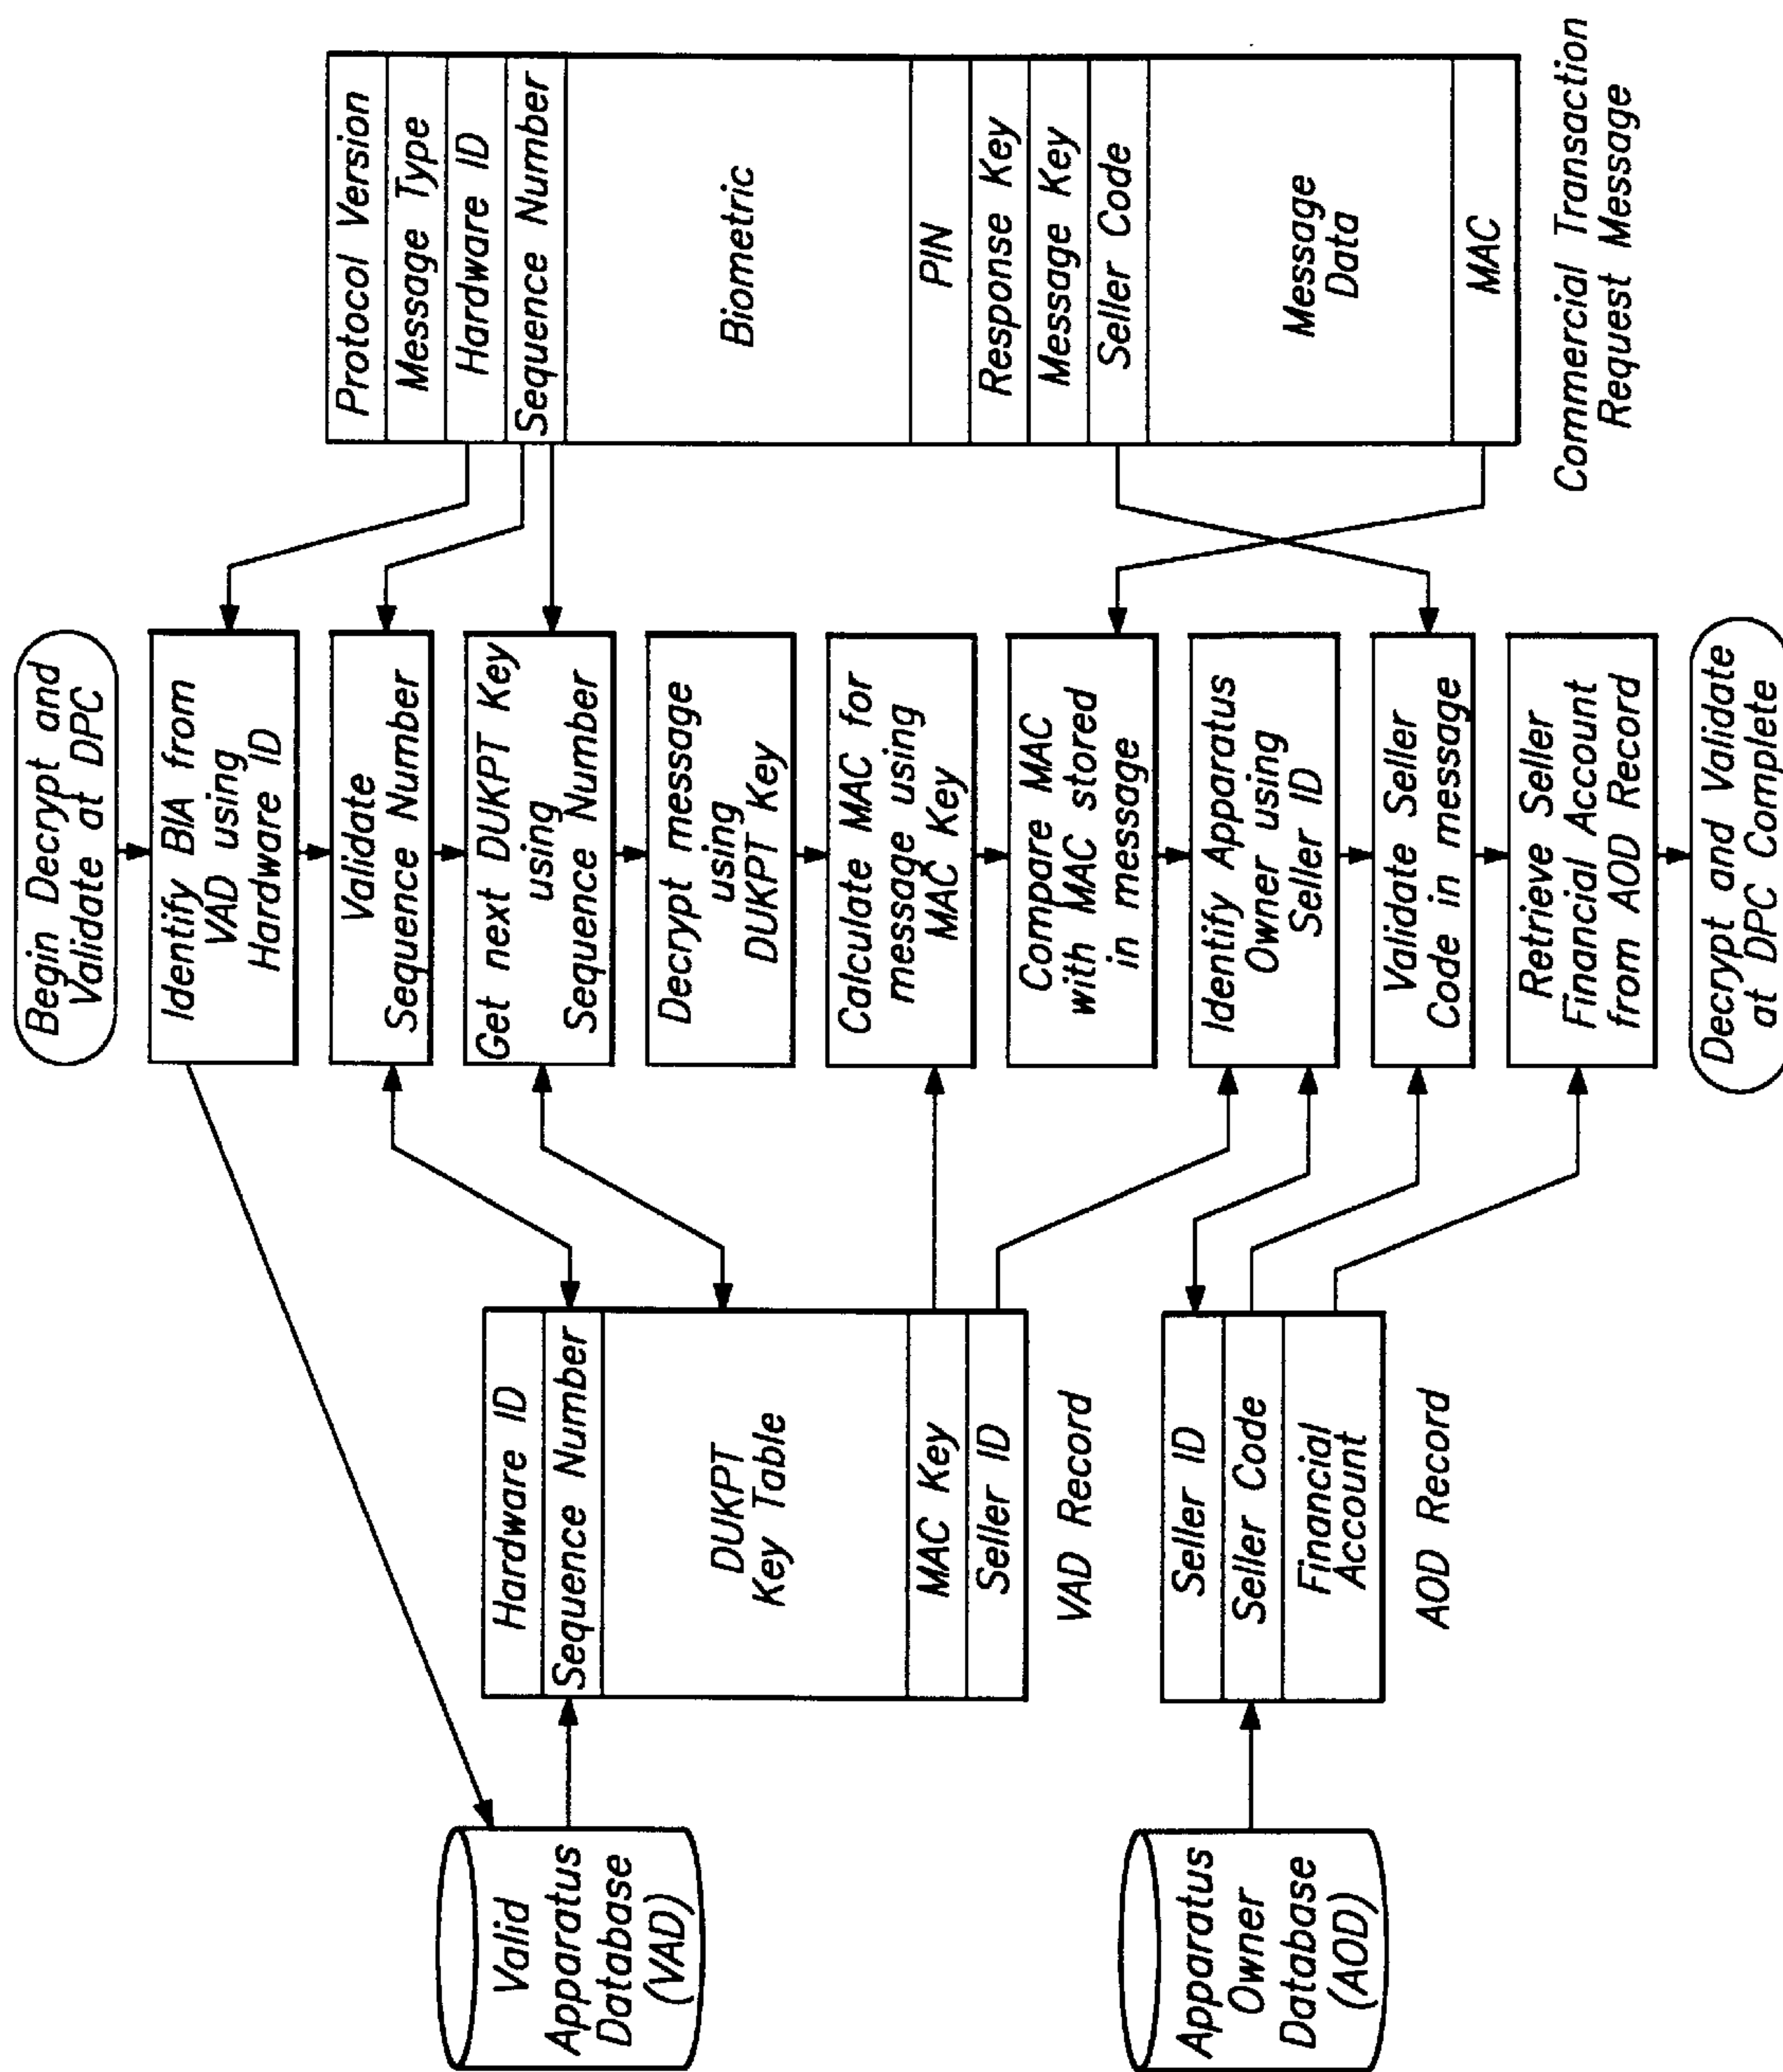 Begin Decrypt and
Validate at DPC
Identify BIA from
VAD using
Hardware ID
Validate
Sequence Number
Get next DUKPT Key
using
Sequence Number
Decrypt message
using
DUKPT Key
Calculate MAC for
message using
MAC Key
Compare MAC
with MAC stored
in message
Identify Apparatus
Owner using
Seller ID
Validate Seller
Code in message
Retrieve Seller
Financial Account
from AOD Record
Decrypt and Validate
at DPC Complete
Valid
Apparatus
Database
(VAD)
Hardware ID
Sequence Number
DUKPT
Key Table
MAC Key
Seller ID
VAD Record
Apparatus
Owner
Database
(AOD)
Seller ID
Seller Code
Financial
Account
AOD Record
Protocol Version
Message Type
Hardware ID
Sequence Number
Biometric
PIN
Response Key
Message Key
Seller Code
Message
Data
MAC
Commercial Transaction
Request Message